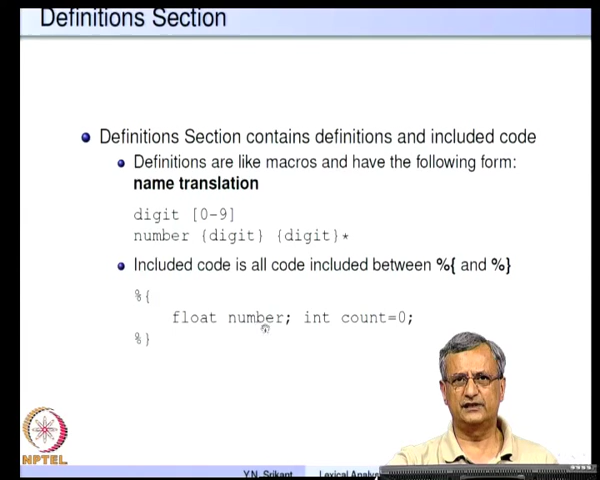 Definitions Section
Definitions Section contains definitions and included code
Definitions are like macros and have the following form:
name translation
digit [0-9]
number {digit} {digit}*
Included code is all code included between %{ and %}
%{
float number; int count=0;
%}
NPTEL
Y.N. Srikant Lexical Analys